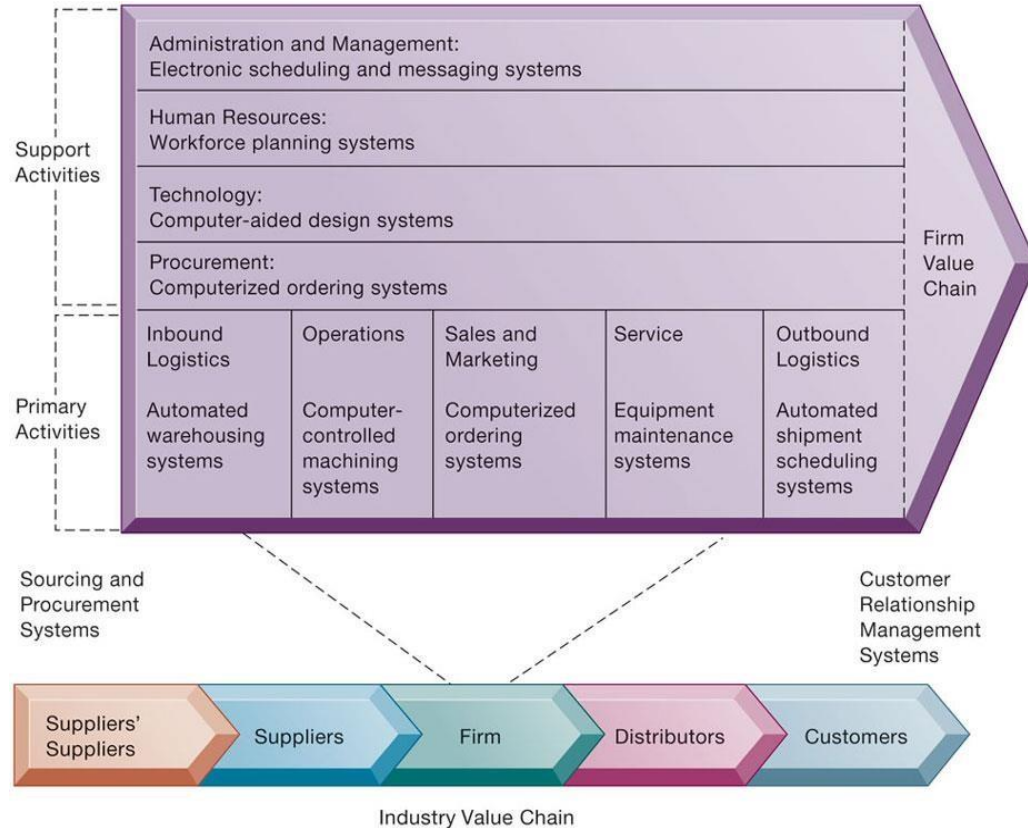 Administration and Management:
Electronic scheduling and messaging systems
Human Resources:
Workforce planning systems
Support
Activities
Technology:
Computer-aided design systems
Procurement:
Computerized ordering systems
Firm
Value
Chain
Primary
Activities
Inbound
Logistics
Automated
warehousing
systems
Operations
Computer-
controlled
machining
systems
Sales and
Marketing
Computerized
ordering
systems
Service
Equipment
maintenance
systems
Outbound
Logistics
Automated
shipment
scheduling
systems
Sourcing and
Procurement
Systems
Customer
Relationship
Management
Systems
Suppliers'
Suppliers
Suppliers
Firm
Distributors
Customers
Industry Value Chain